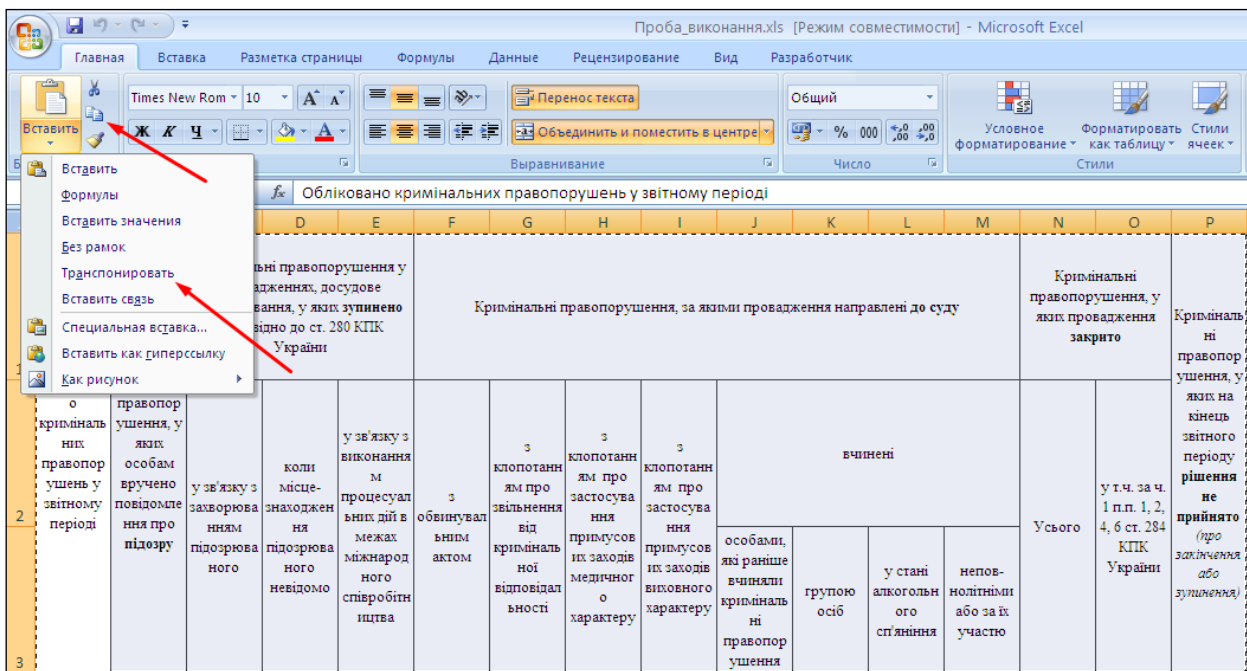 Проба_виконання.xls [Режим совместимости] - Microsoft Excel
Главная Вставка Разметка страницы Формулы Данные Рецензирование Вид Разработчик
Вставить
Times New Rom 10
Ж К Ч
Перенос текста
Объединить и поместить в центре
Выравнивание
Общий
% 000
Число
Условное форматирование
Форматировать как таблицу
Стили ячеек
Стили
Вставить
Формулы
Вставить значения
Без рамок
Транспонировать
Вставить связь
Специальная вставка...
Вставить как гиперссылку
Как рисунок
fx Обліковано кримінальних правопорушень у звітному періоді
D E F G H I J K L M N O P
1
ьні правопорушення у
дженнях, досудове
вання, у яких зупинено
відно до ст. 280 КПК
України
Кримінальні правопорушення, за якими провадження направлені до суду
Кримінальні
правопорушення, у
яких провадження
закрито
Криміналь
ні
правопор
ушення, у
яких на
кінець
звітного
періоду
рішення
не
прийнято
(про
закінчення
або
зупинення)
2
о
криміналь
них
правопор
ушень у
звітному
періоді
правопор
ушення, у
яких
особам
вручено
повідомле
ння про
підозру
у зв'язку з
захворюва
нням
підозрюва
ного
коли
місце-
знаходжен
ня
підозрюва
ного
невідомо
у зв'язку з
виконання
м
процесуал
ьних дій в
межах
міжнарод
ного
співробітн
ицтва
з
обвинувал
ьним
актом
з
клопотанн
ям про
звільнення
від
криміналь
ної
відповідал
ьності
з
клопотанн
ям про
застосува
ння
примусов
их заходів
медичног
о
характеру
з
клопотанн
ям про
застосува
ння
примусов
их заходів
виховного
характеру
вчинені
Усього
у т.ч. за ч.
1 п.п. 1, 2,
4, 6 ст. 284
КПК
України
3
особами,
які раніше
вчиняли
криміналь
ні
правопор
ушення
групою
осіб
у стані
алкогольн
ого
сп'яніння
непов-
нолітніми
або за їх
участю